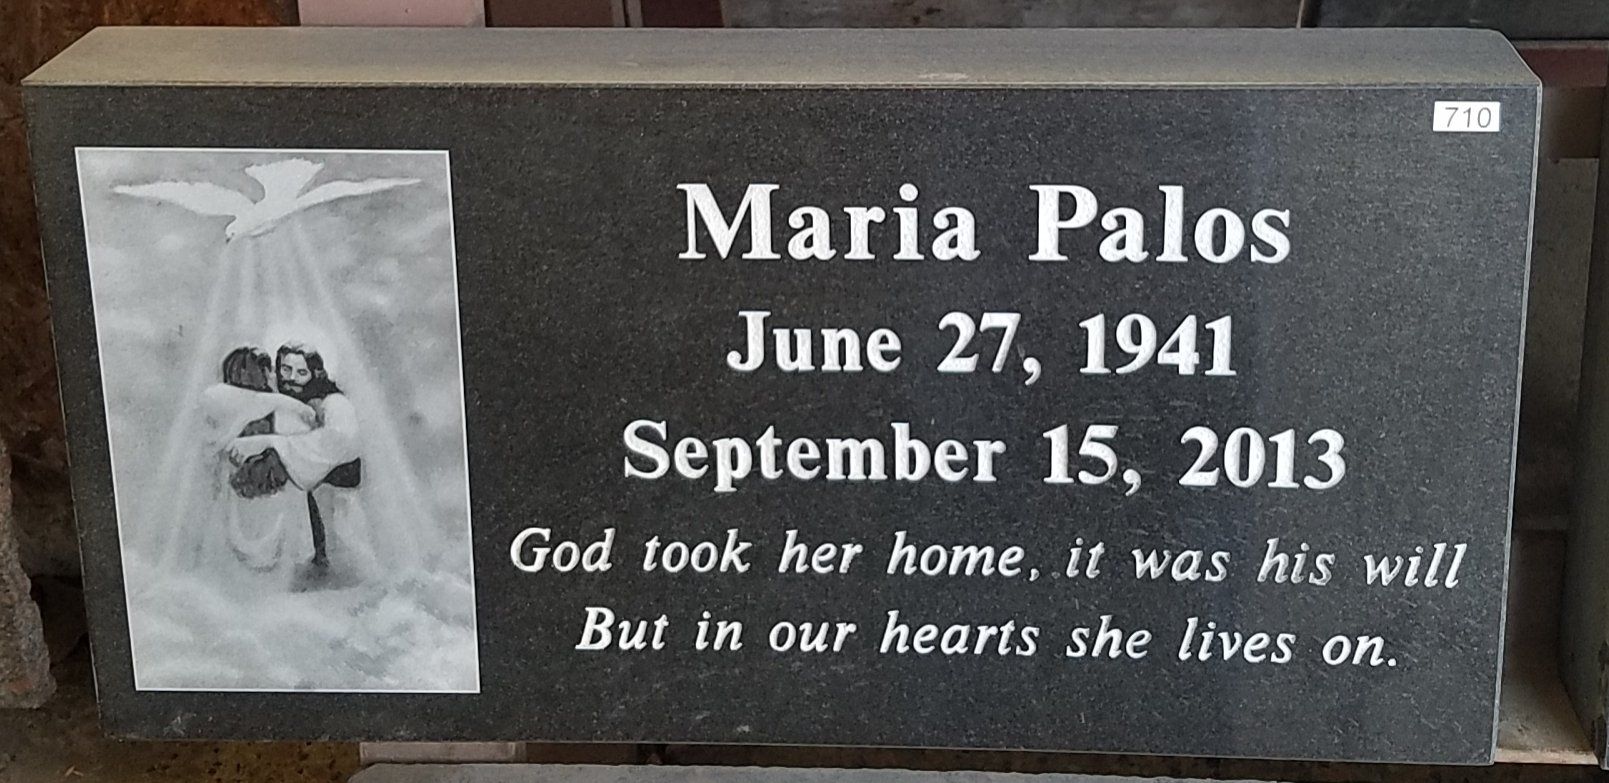 710
Maria Palos
June 27, 1941
September 15, 2013
God took her home, it was his will
But in our hearts she lives on.